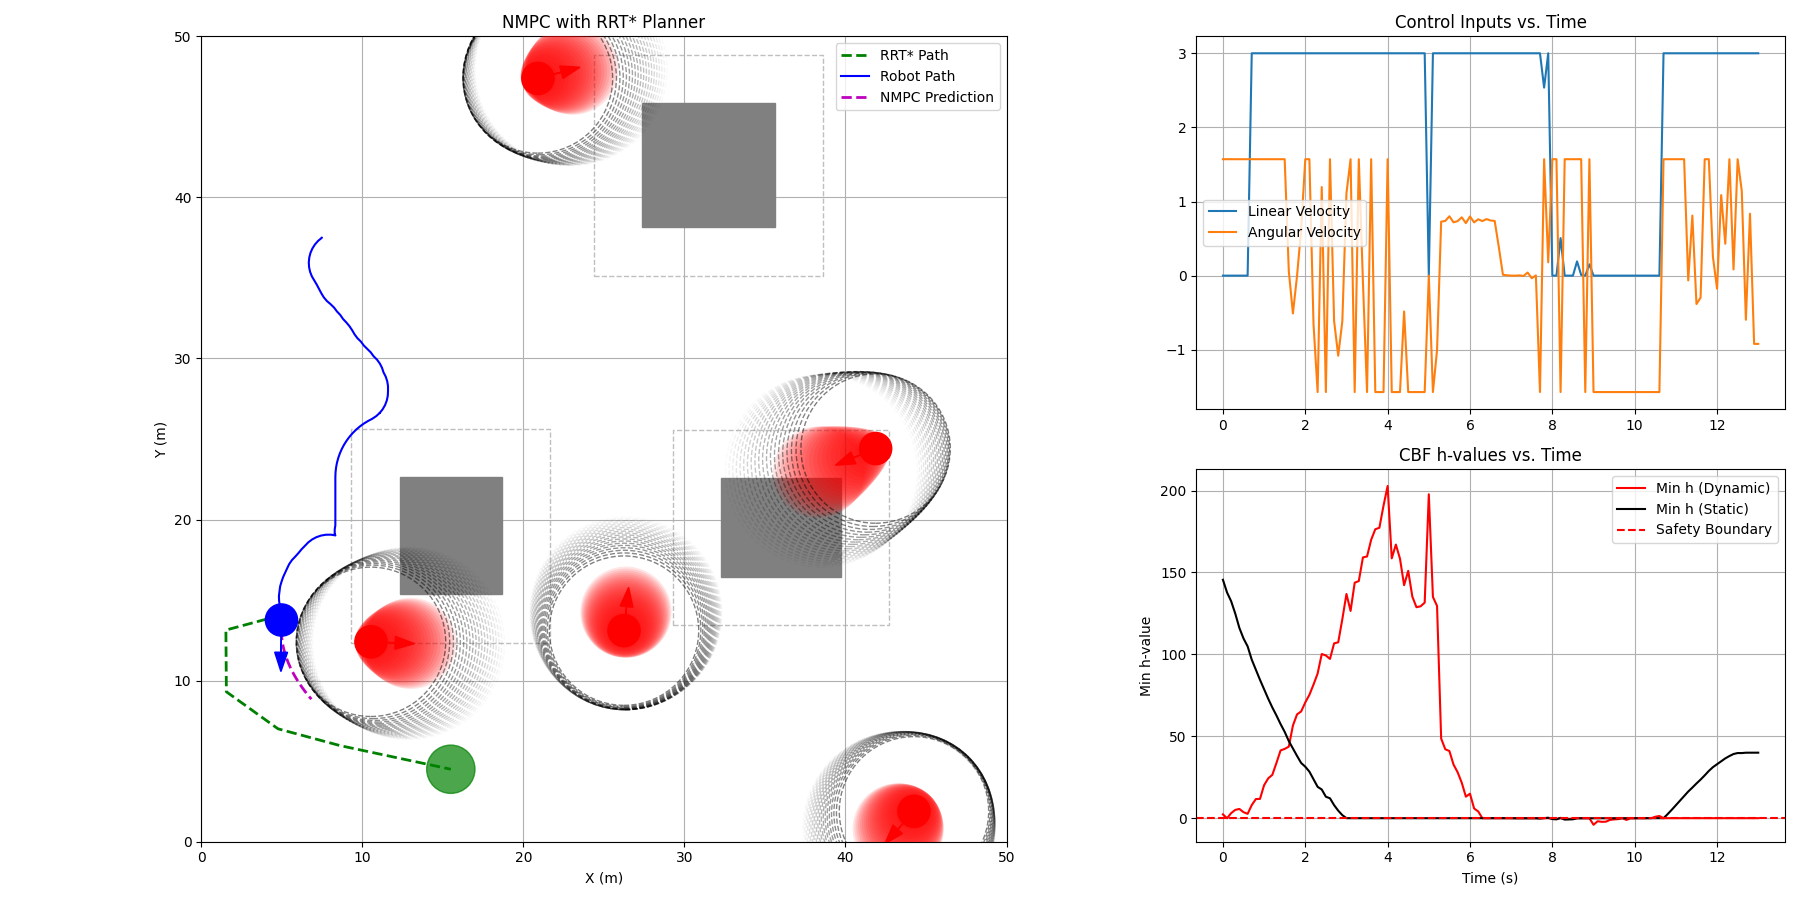 NMPC with RRT* Planner
50
40
30
20
10
0
Y (m)
0 10 20 30 40 50
X (m)
RRT* Path
Robot Path
NMPC Prediction
Control Inputs vs. Time
3
2
1
0
−1
Linear Velocity
Angular Velocity
0 2 4 6 8 10 12
CBF h-values vs. Time
200
150
100
50
0
Min h-value
Min h (Dynamic)
Min h (Static)
Safety Boundary
0 2 4 6 8 10 12
Time (s)